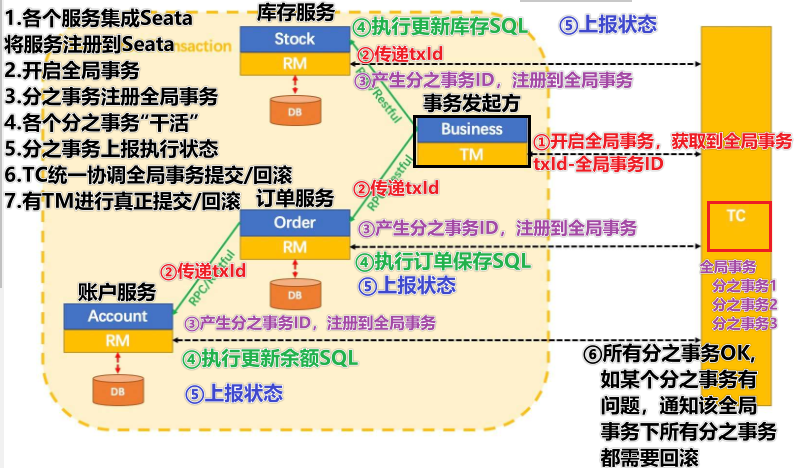 1.各个服务集成Seata
将服务注册到Seata
2.开启全局事务
3.分之事务注册全局事务
4.各个分之事务“干活”
5.分之事务上报执行状态
6.TC统一协调全局事务提交/回滚
7.有TM进行真正提交/回滚
库存服务
Stock
RM
DB
④执行更新库存SQL
⑤上报状态
②传递txId
③产生分之事务ID，注册到全局事务
RPC/Restful
事务发起方
Business
TM
①开启全局事务，获取到全局事务
txId-全局事务ID
②传递txId
RPC/Restful
订单服务
Order
RM
DB
③产生分之事务ID，注册到全局事务
④执行订单保存SQL
⑤上报状态
②传递txId
RPC/Restful
账户服务
Account
RM
DB
③产生分之事务ID，注册到全局事务
④执行更新余额SQL
⑤上报状态
TC
全局事务
分之事务1
分之事务2
分之事务3
⑥所有分之事务OK,
如某个分之事务有
问题，通知该全局
事务下所有分之事务
都需要回滚